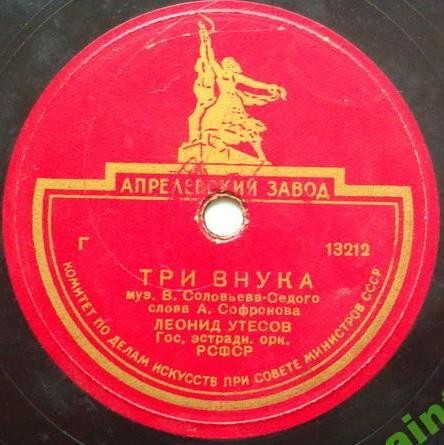 АПРЕЛЕВСКИЙ ЗАВОД
Г
13212
ТРИ ВНУКА
муз. В. Соловьева-Седого
слова А. Софронова
ЛЕОНИД УТЕСОВ
Гос. эстрадн. орк.
РСФСР
КОМИТЕТ ПО ДЕЛАМ ИСКУССТВ ПРИ СОВЕТЕ МИНИСТРОВ СССР